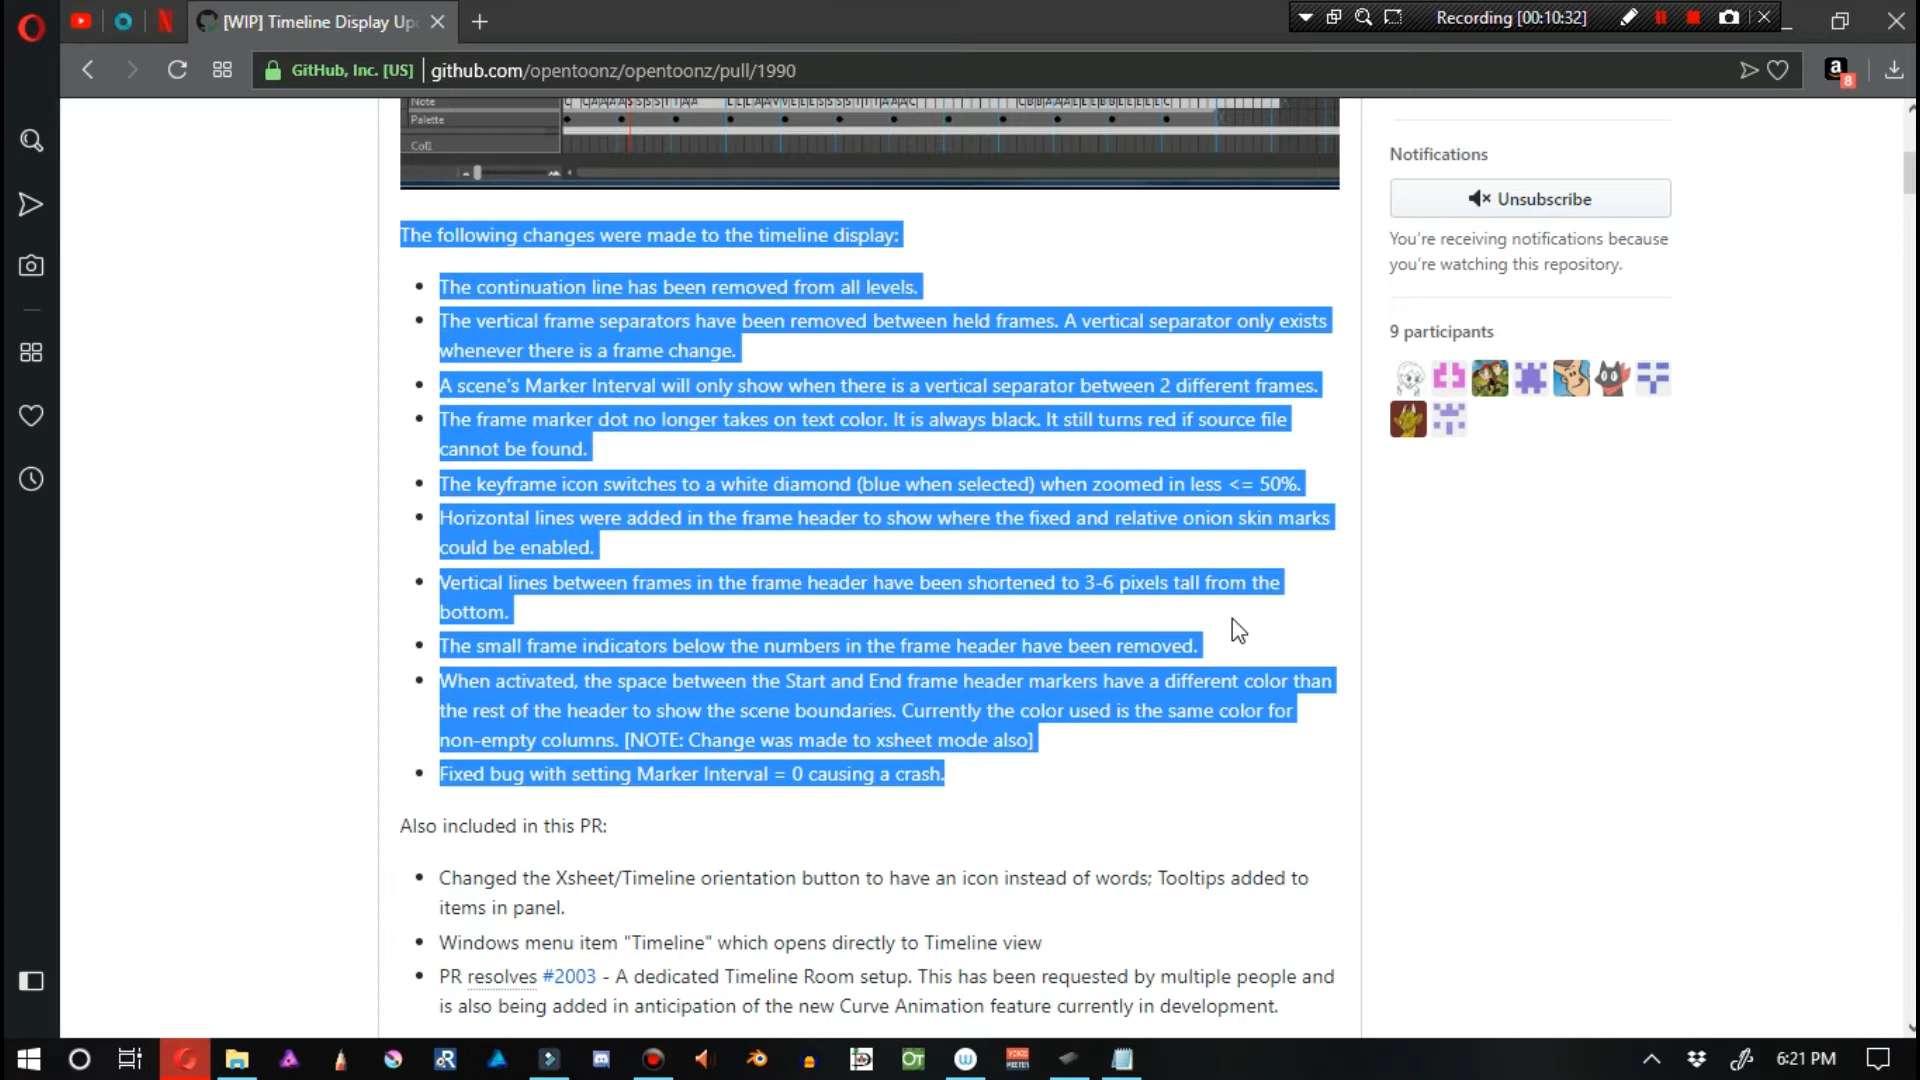 [WIP] Timeline Display Up
Recording [00:10:32]
GitHub, Inc. [US]
github.com/opentoonz/opentoonz/pull/1990
a
8
Note
Palette
Col1
Notifications
Unsubscribe
You're receiving notifications because
you're watching this repository.
9 participants
The following changes were made to the timeline display:
The continuation line has been removed from all levels.
The vertical frame separators have been removed between held frames. A vertical separator only exists
whenever there is a frame change.
A scene's Marker Interval will only show when there is a vertical separator between 2 different frames.
The frame marker dot no longer takes on text color. It is always black. It still turns red if source file
cannot be found.
The keyframe icon switches to a white diamond (blue when selected) when zoomed in less <= 50%.
Horizontal lines were added in the frame header to show where the fixed and relative onion skin marks
could be enabled.
Vertical lines between frames in the frame header have been shortened to 3-6 pixels tall from the
bottom.
The small frame indicators below the numbers in the frame header have been removed.
When activated, the space between the Start and End frame header markers have a different color than
the rest of the header to show the scene boundaries. Currently the color used is the same color for
non-empty columns. [NOTE: Change was made to xsheet mode also]
Fixed bug with setting Marker Interval = 0 causing a crash.
Also included in this PR:
Changed the Xsheet/Timeline orientation button to have an icon instead of words; Tooltips added to
items in panel.
Windows menu item "Timeline" which opens directly to Timeline view
PR resolves #2003 - A dedicated Timeline Room setup. This has been requested by multiple people and
is also being added in anticipation of the new Curve Animation feature currently in development.
OT
6:21 PM